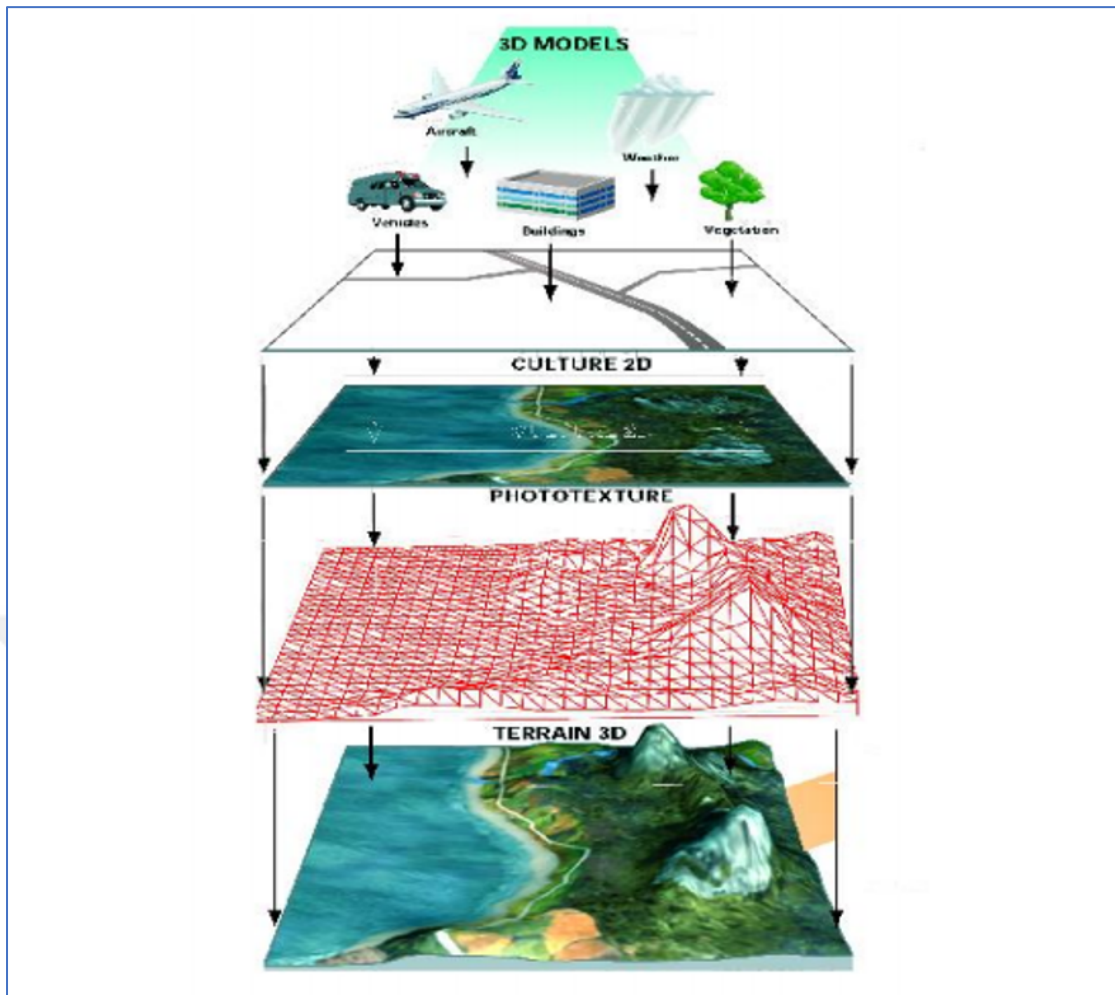 3D MODELS
Aircraft
Weather
Vehicles
Buildings
Vegetation
CULTURE 2D
PHOTOTEXTURE
TERRAIN 3D